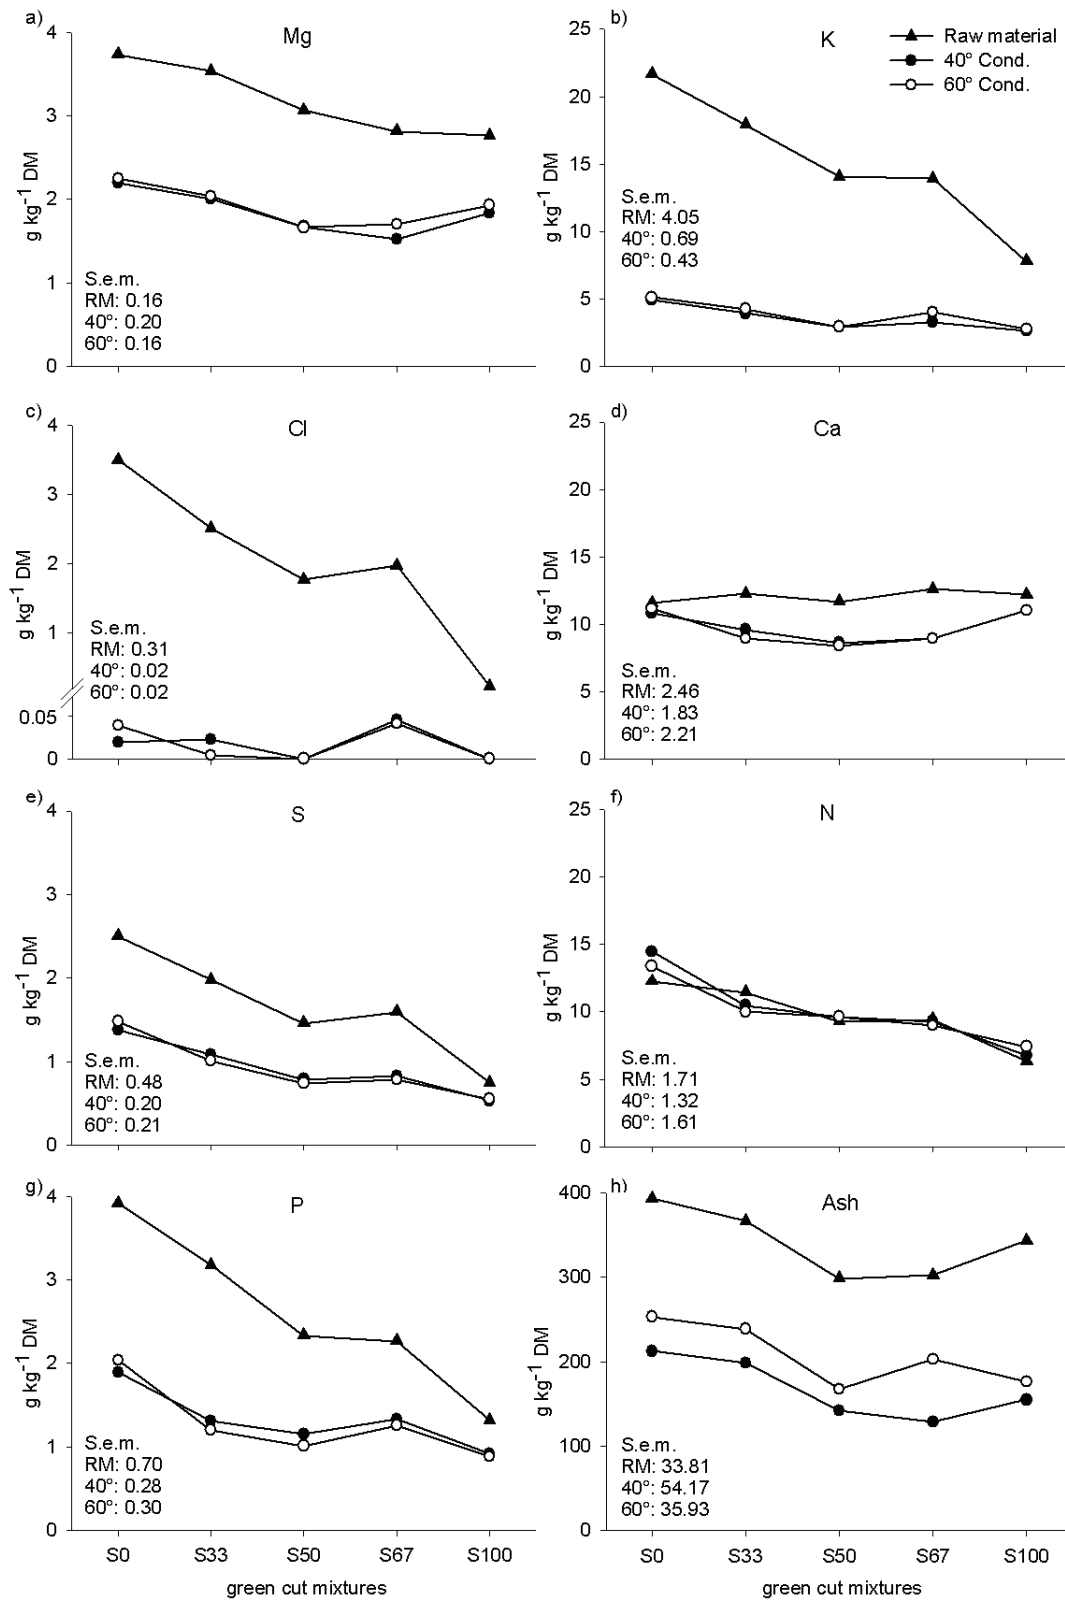 a)
Mg
4
3
2
1
0
g kg⁻¹ DM
S.e.m.
RM: 0.16
40°: 0.20
60°: 0.16
b)
K
25
20
15
10
5
0
g kg⁻¹ DM
Raw material
40° Cond.
60° Cond.
S.e.m.
RM: 4.05
40°: 0.69
60°: 0.43
c)
Cl
4
3
2
1
0.05
0
g kg⁻¹ DM
S.e.m.
RM: 0.31
40°: 0.02
60°: 0.02
d)
Ca
25
20
15
10
5
0
g kg⁻¹ DM
S.e.m.
RM: 2.46
40°: 1.83
60°: 2.21
e)
S
4
3
2
1
0
g kg⁻¹ DM
S.e.m.
RM: 0.48
40°: 0.20
60°: 0.21
f)
N
25
20
15
10
5
0
g kg⁻¹ DM
S.e.m.
RM: 1.71
40°: 1.32
60°: 1.61
g)
P
4
3
2
1
0
g kg⁻¹ DM
S.e.m.
RM: 0.70
40°: 0.28
60°: 0.30
S0 S33 S50 S67 S100
green cut mixtures
h)
Ash
400
300
200
100
0
g kg⁻¹ DM
S.e.m.
RM: 33.81
40°: 54.17
60°: 35.93
S0 S33 S50 S67 S100
green cut mixtures